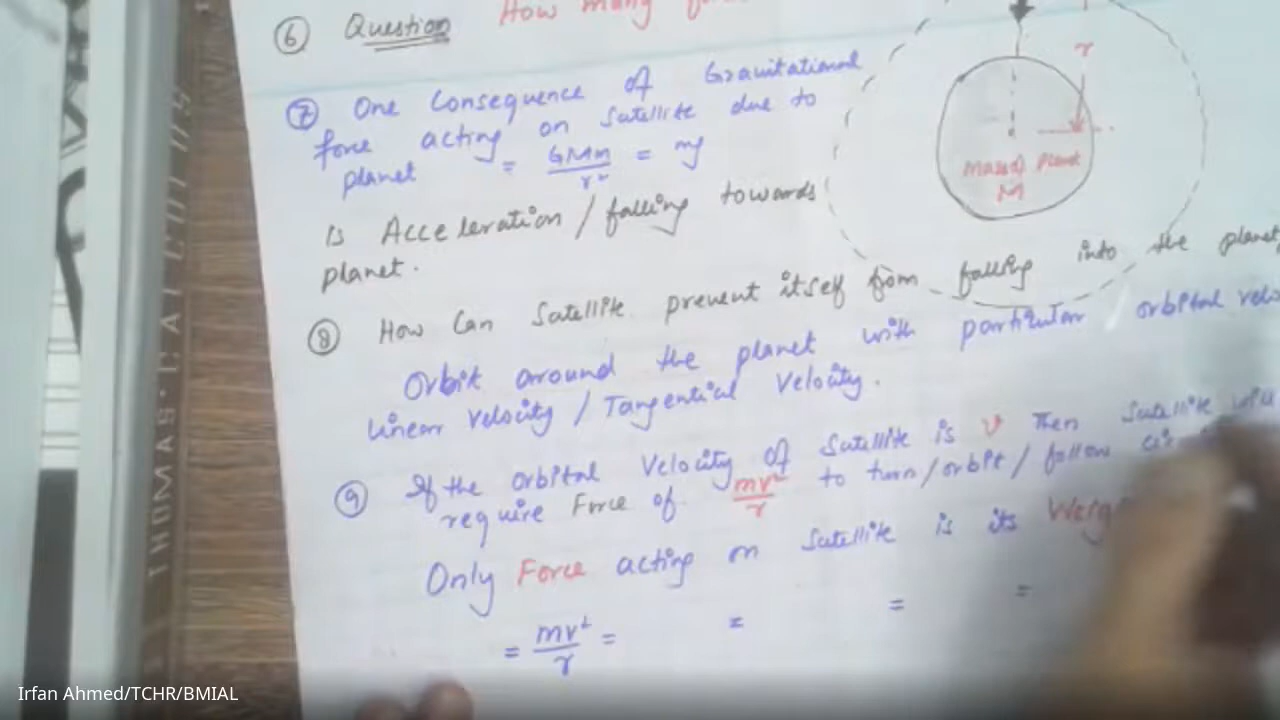 ⑥ Question How many
⑦ One Consequence of Gravitational
force acting on satellite due to
planet = GMm/r² = mg
is Acceleration / falling towards
planet.
r
Mass of Planet
M
⑧ How Can Satellite prevent itself from falling into the planet
Orbit around the planet with particular / orbital
linear velocity / Tangential Velocity.
⑨ If the orbital Velocity of Satellite is v Then Satellite will
require Force of mv²/r to turn/orbit/ follow
Only Force acting on satellite is its
= mv²/r = = = =
THOMAS CALCULUS
Irfan Ahmed/TCHR/BMIAL